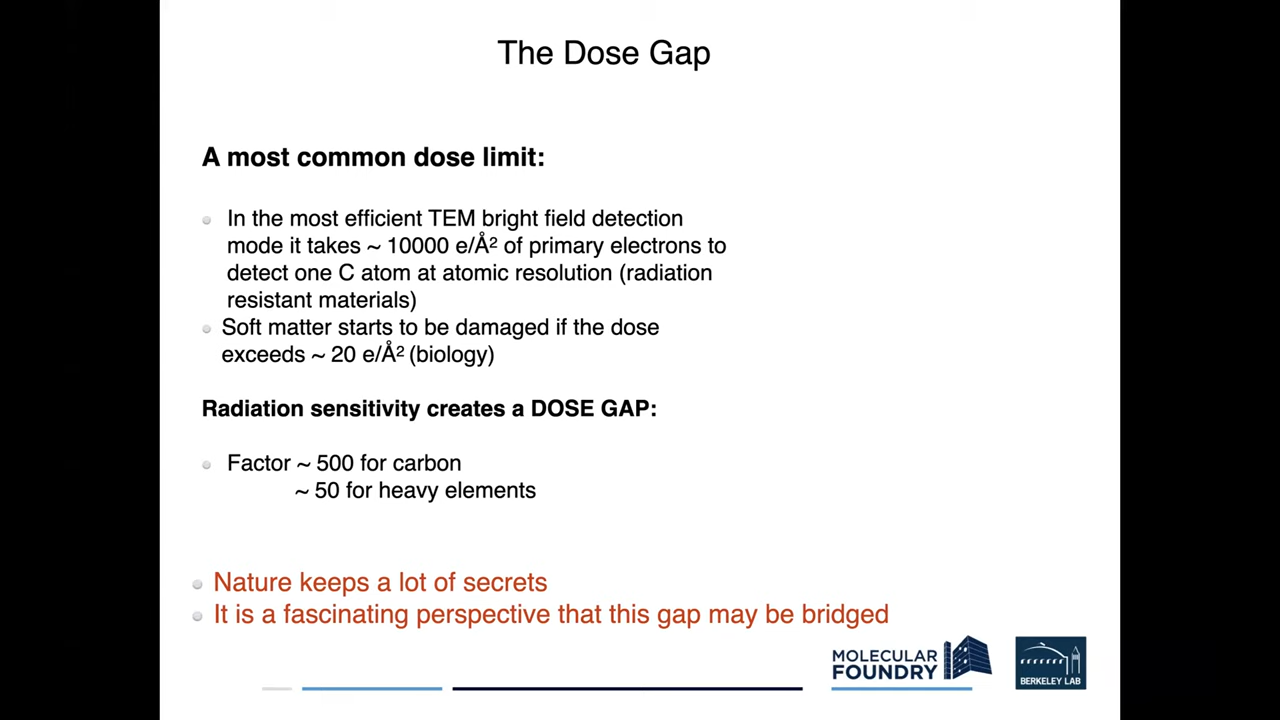 The Dose Gap
A most common dose limit:
In the most efficient TEM bright field detection
mode it takes ~ 10000 e/Å² of primary electrons to
detect one C atom at atomic resolution (radiation
resistant materials)
Soft matter starts to be damaged if the dose
exceeds ~ 20 e/Å² (biology)
Radiation sensitivity creates a DOSE GAP:
Factor ~ 500 for carbon
~ 50 for heavy elements
Nature keeps a lot of secrets
It is a fascinating perspective that this gap may be bridged
MOLECULAR
FOUNDRY
BERKELEY LAB